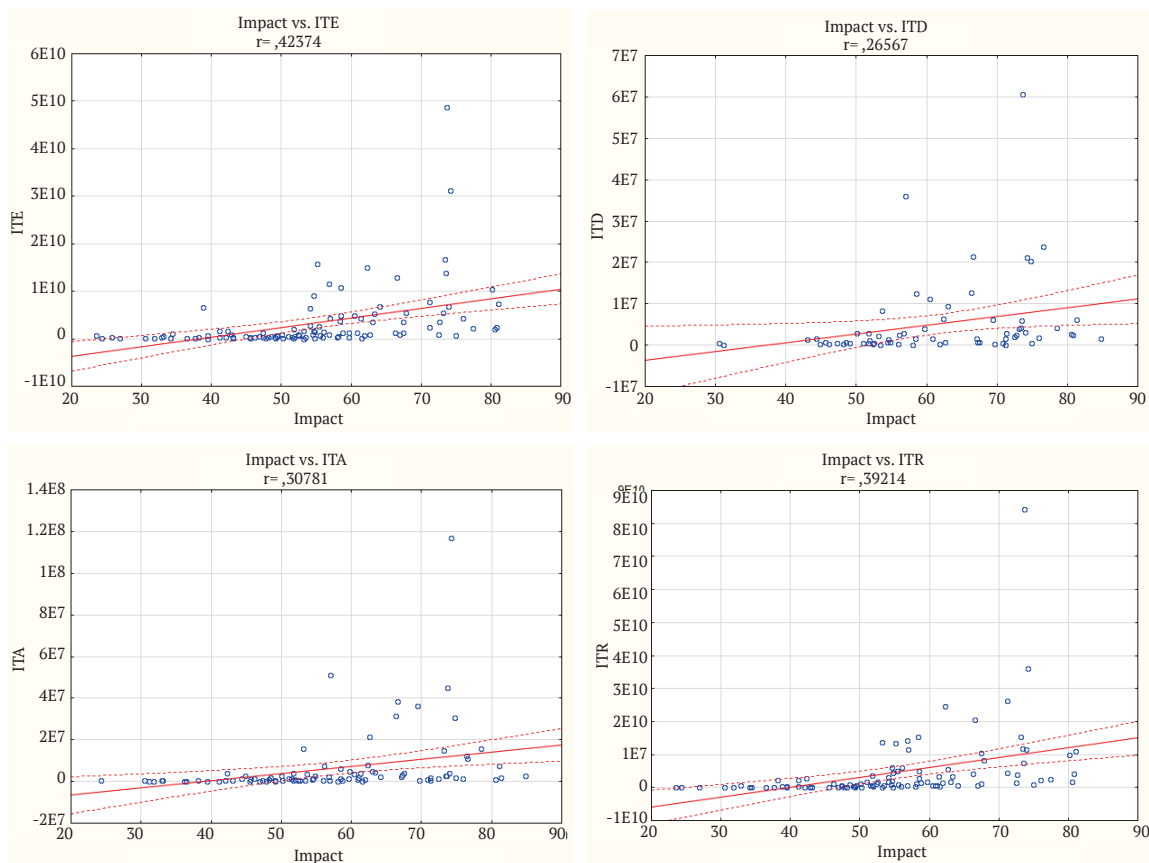 Impact vs. ITE
r= ,42374
6E10
5E10
4E10
3E10
2E10
1E10
0
-1E10
ITE
20 30 40 50 60 70 80 90
Impact
Impact vs. ITD
r= ,26567
7E7
6E7
5E7
4E7
3E7
2E7
1E7
0
-1E7
ITD
20 30 40 50 60 70 80 90
Impact
Impact vs. ITA
r= ,30781
1.4E8
1.2E8
1E8
8E7
6E7
4E7
2E7
0
-2E7
ITA
20 30 40 50 60 70 80 90
Impact
Impact vs. ITR
r= ,39214
9E10
9E10
8E10
7E10
6E10
5E10
4E10
3E10
2E10
1E10
0
-1E10
ITR
20 30 40 50 60 70 80 90
Impact